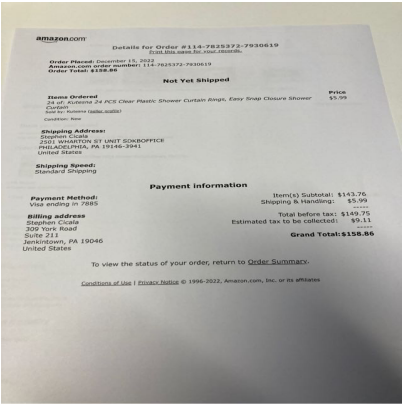 amazon.com
Details for Order #114-7825372-7930619
Print this page for your records.
Order Placed: December 15, 2022
Amazon.com order number: 114-7825372-7930619
Order Total: $158.86
Not Yet Shipped
Items Ordered Price
24 of: Kutesna 24 PCS Clear Plastic Shower Curtain Rings, Easy Snap Closure Shower $5.99
Curtain
Sold by: Kutesna (seller profile)
Condition: New
Shipping Address:
Stephen Cicala
2501 WHARTON ST UNIT
PHILADELPHIA, PA 19146-3941
United States
Shipping Speed:
Standard Shipping
Payment information
Payment Method:
Visa ending in 7885
Billing address
Stephen Cicala
309 York Road
Suite 211
Jenkintown, PA 19046
United States
Item(s) Subtotal: $143.76
Shipping & Handling: $5.99
-----
Total before tax: $149.75
Estimated tax to be collected: $9.11
-----
Grand Total: $158.86
To view the status of your order, return to Order Summary.
Conditions of Use | Privacy Notice © 1996-2022, Amazon.com, Inc. or its affiliates